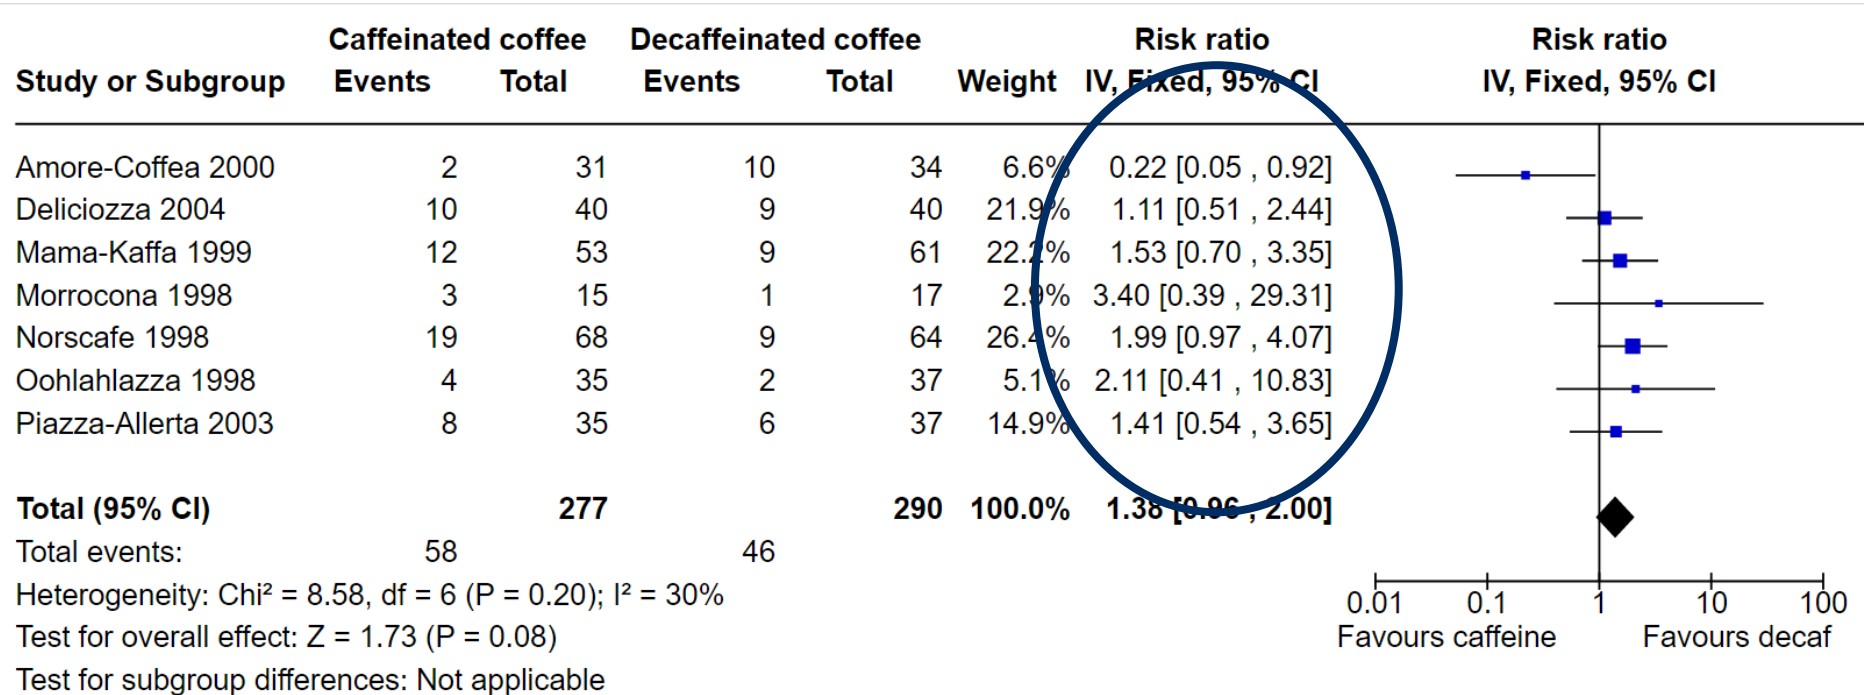 Caffeinated coffee Decaffeinated coffee Risk ratio Risk ratio
Study or Subgroup Events Total Events Total Weight IV, Fixed, 95% CI IV, Fixed, 95% CI
Amore-Coffea 2000 2 31 10 34 6.6% 0.22 [0.05 , 0.92]
Deliciozza 2004 10 40 9 40 21.9% 1.11 [0.51 , 2.44]
Mama-Kaffa 1999 12 53 9 61 22.2% 1.53 [0.70 , 3.35]
Morrocona 1998 3 15 1 17 2.9% 3.40 [0.39 , 29.31]
Norscafe 1998 19 68 9 64 26.4% 1.99 [0.97 , 4.07]
Oohlahlazza 1998 4 35 2 37 5.1% 2.11 [0.41 , 10.83]
Piazza-Allerta 2003 8 35 6 37 14.9% 1.41 [0.54 , 3.65]
Total (95% CI) 277 290 100.0% 1.38 [0.96 , 2.00]
Total events: 58 46
Heterogeneity: Chi² = 8.58, df = 6 (P = 0.20); I² = 30%
Test for overall effect: Z = 1.73 (P = 0.08)
Test for subgroup differences: Not applicable
0.01 0.1 1 10 100
Favours caffeine Favours decaf